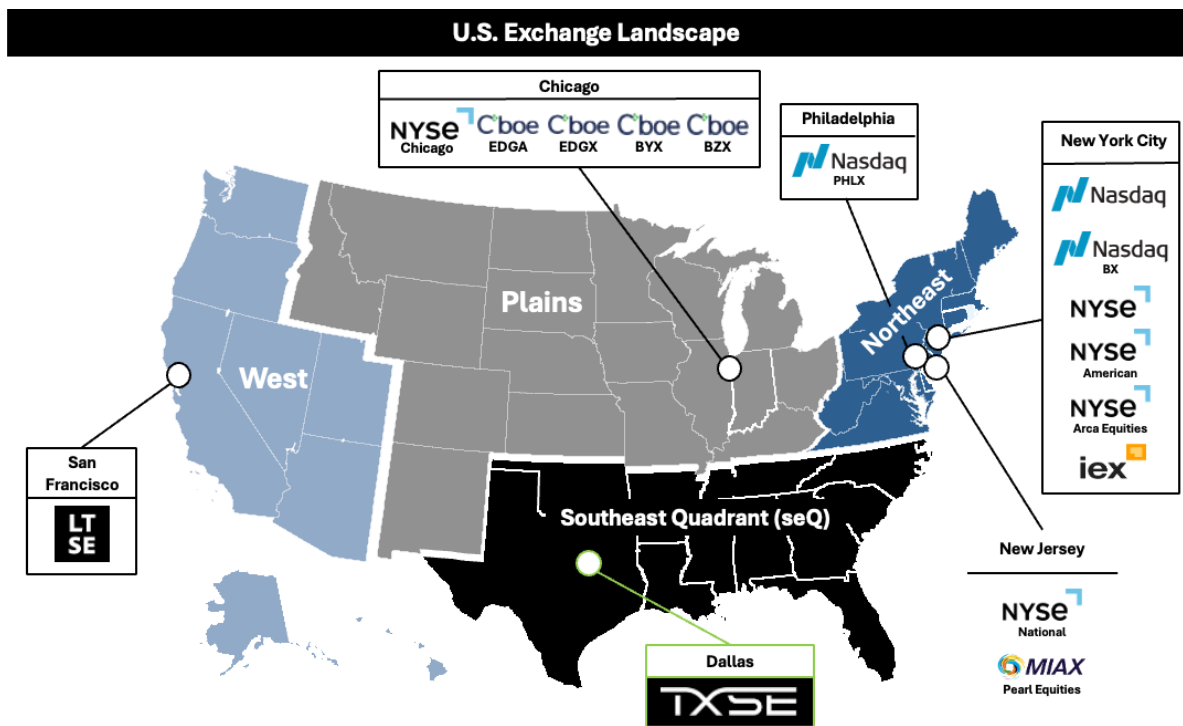 U.S. Exchange Landscape
Chicago
NYSE
Chicago
Cboe
EDGA
Cboe
EDGX
Cboe
BYX
Cboe
BZX
Philadelphia
Nasdaq
PHLX
New York City
Nasdaq
Nasdaq
BX
NYSE
NYSE
American
NYSE
Arca Equities
iex
Plains
Northeast
West
San
Francisco
LT
SE
Southeast Quadrant (seQ)
New Jersey
NYSE
National
MIAX
Pearl Equities
Dallas
TXSE